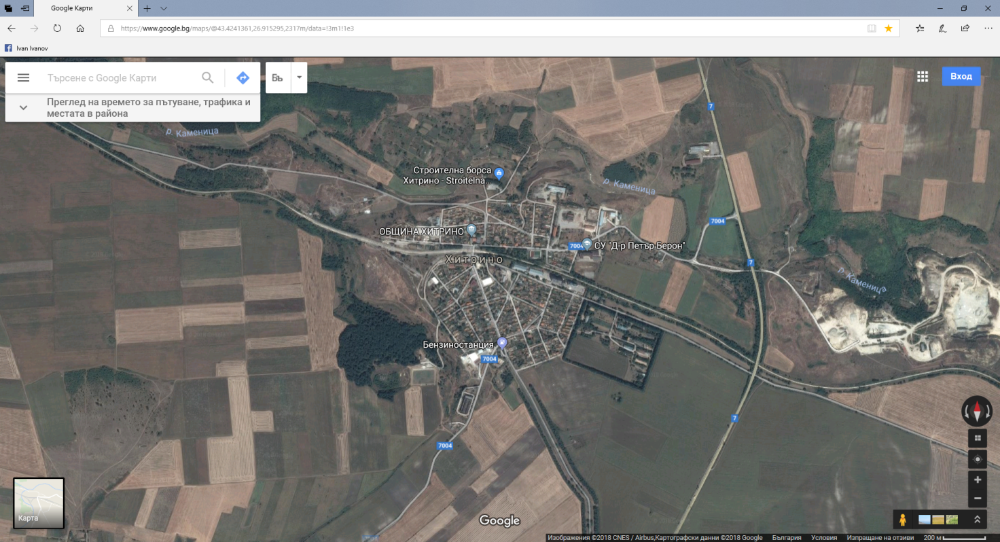 Google Карти
https://www.google.bg/maps/@43.4241361,26.915295,2317m/data=!3m1!1e3
Ivan Ivanov
Търсене с Google Карти
Бъ
Вход
Преглед на времето за пътуване, трафика и
местата в района
7
р. Каменица
Строителна борса
Хитрино - Stroitelna...
р. Каменица
7004
ОБЩИНА ХИТРИНО
7004
СУ "Д-р Петър Берон"
Хитрино
7
р. Каменица
Бензиностанция
7004
7
7004
Карта
Google
Изображения ©2018 CNES / Airbus,Картографски данни ©2018 Google
България
Условия
Изпращане на отзиви
200 м